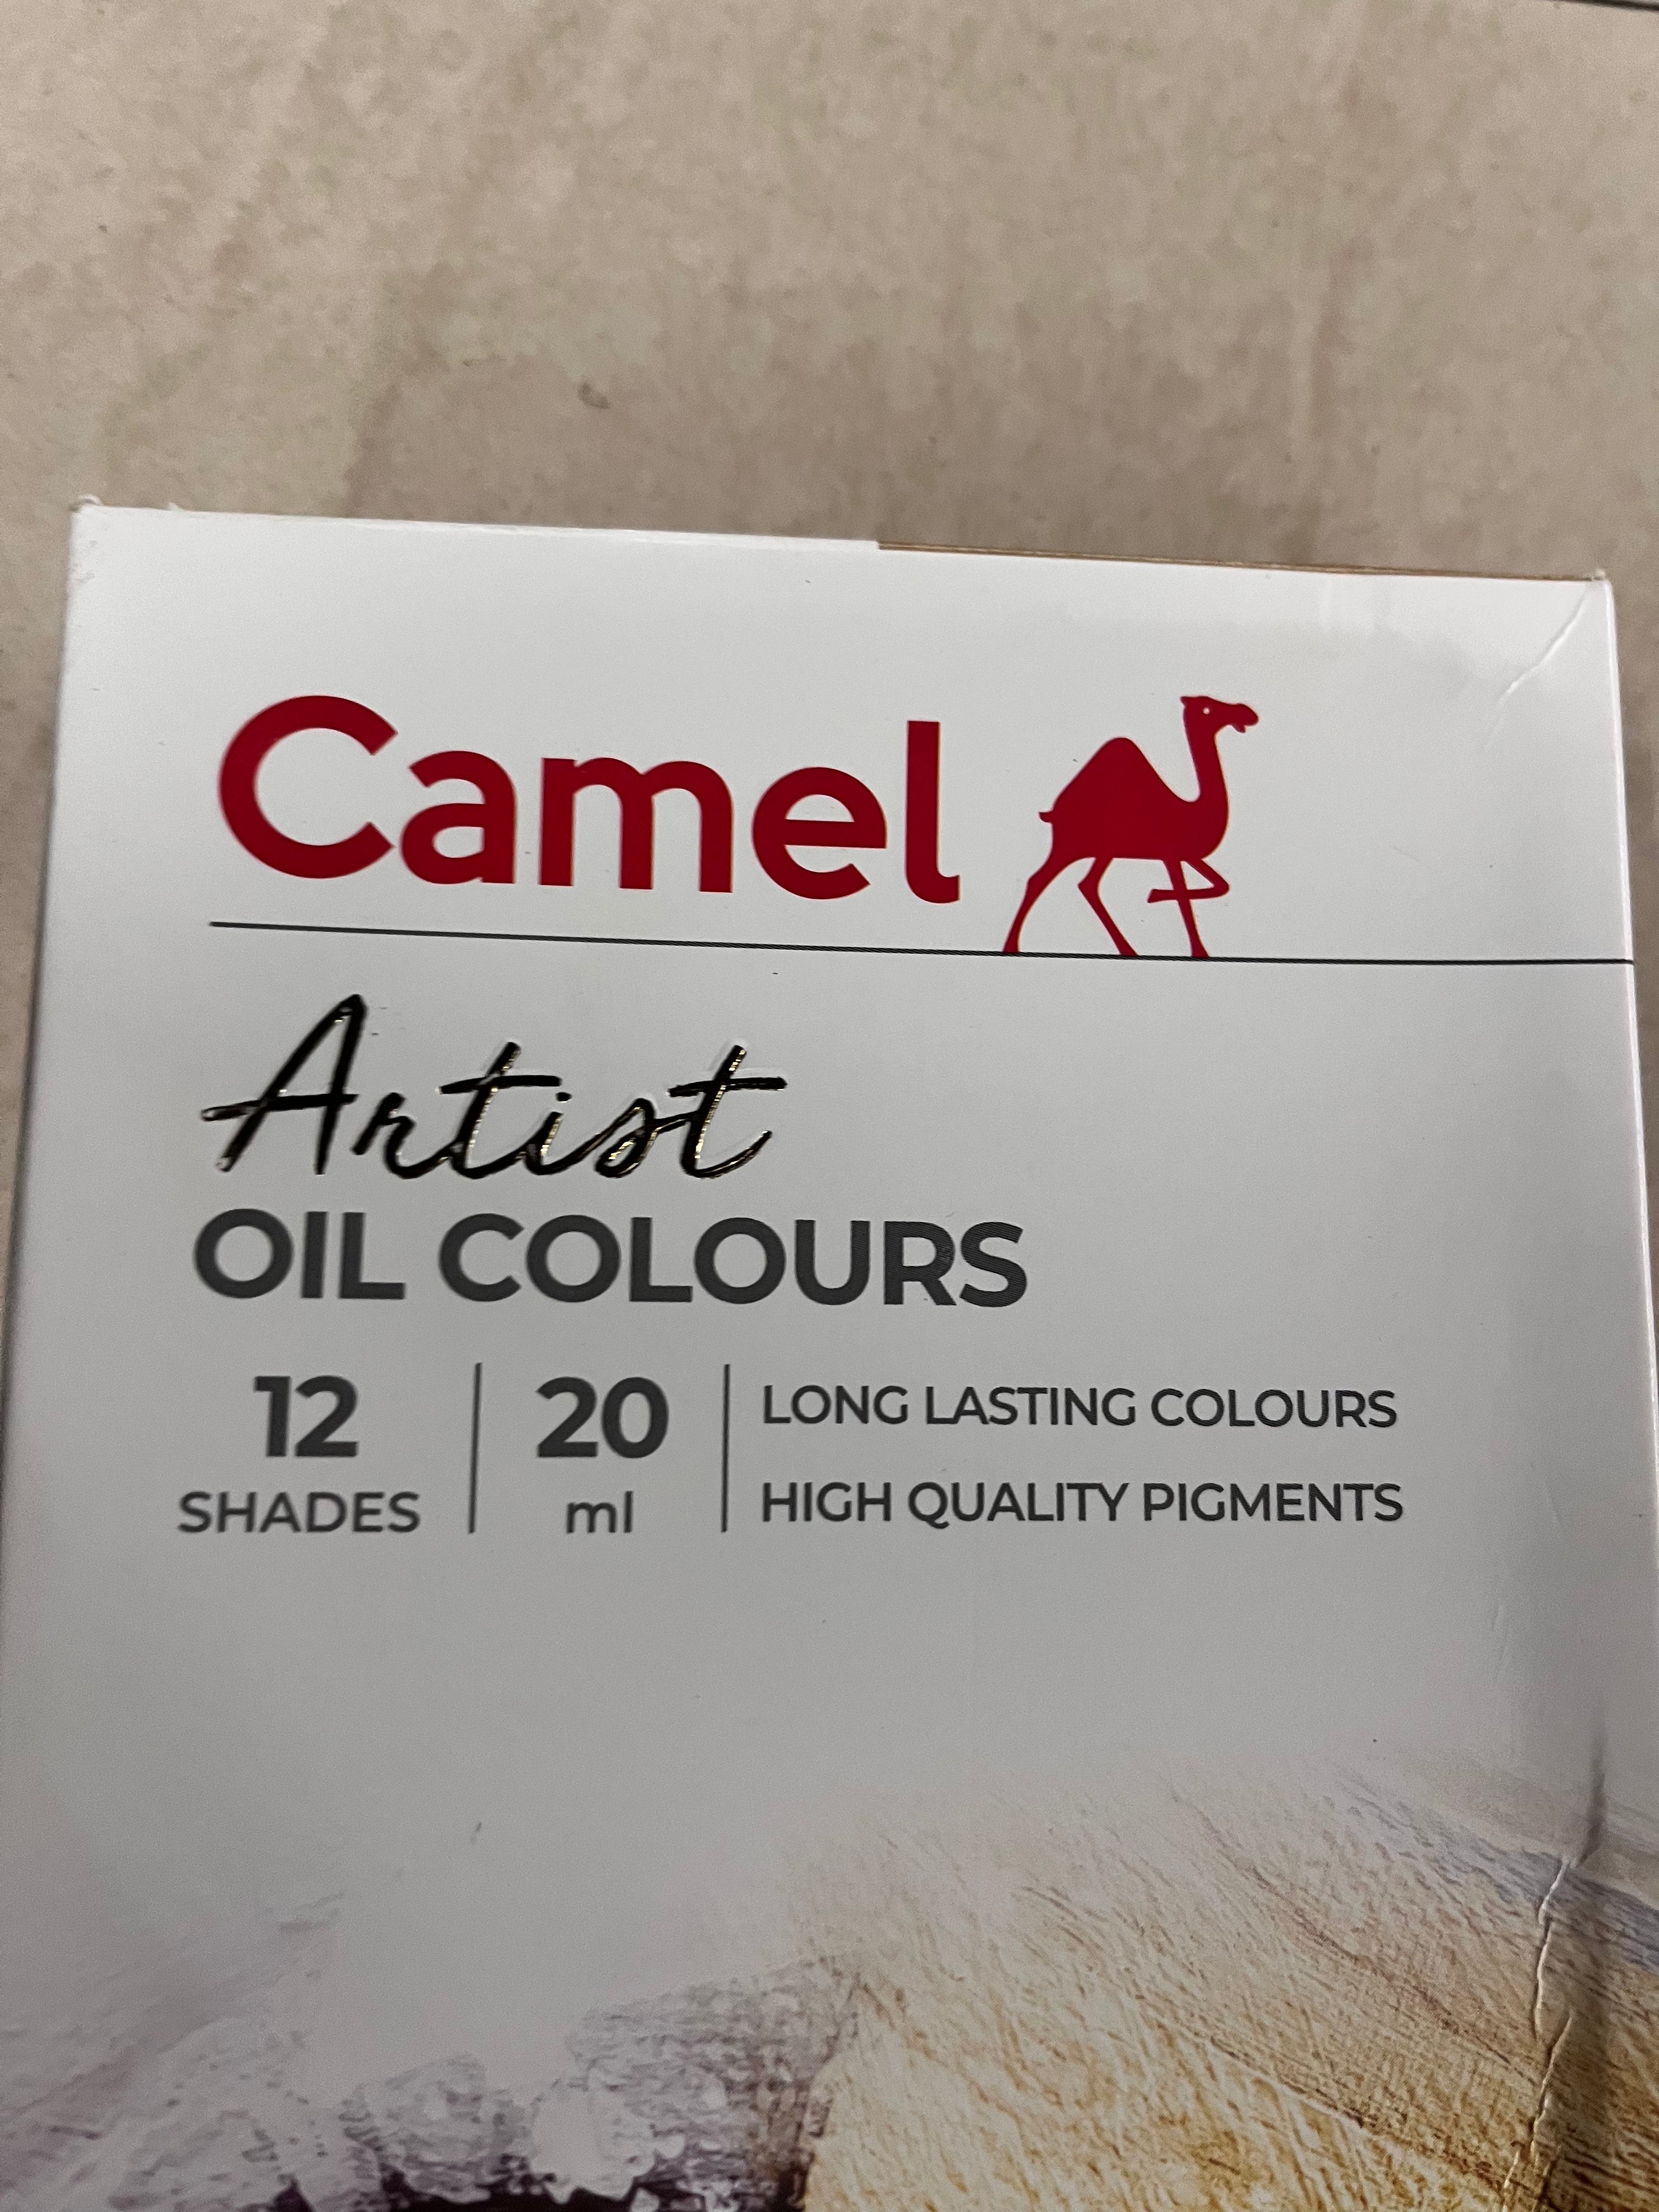 Camel
Artist
OIL COLOURS
12 SHADES
20 ml
LONG LASTING COLOURS
HIGH QUALITY PIGMENTS